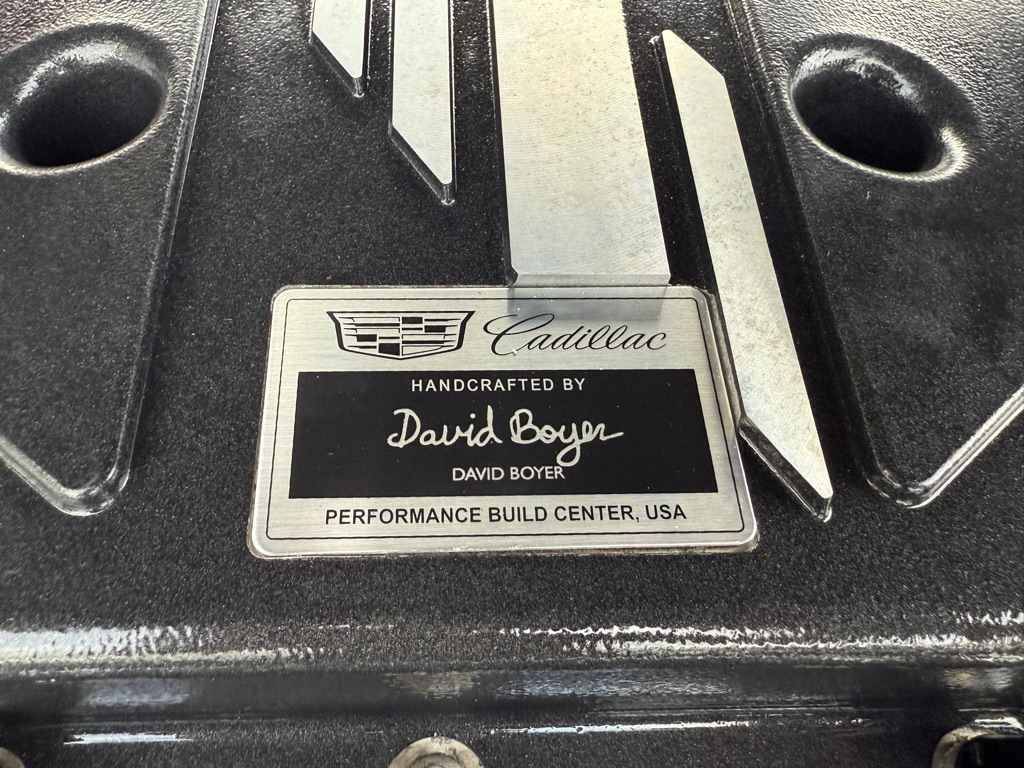 Cadillac
HANDCRAFTED BY
David Boyer
DAVID BOYER
PERFORMANCE BUILD CENTER, USA